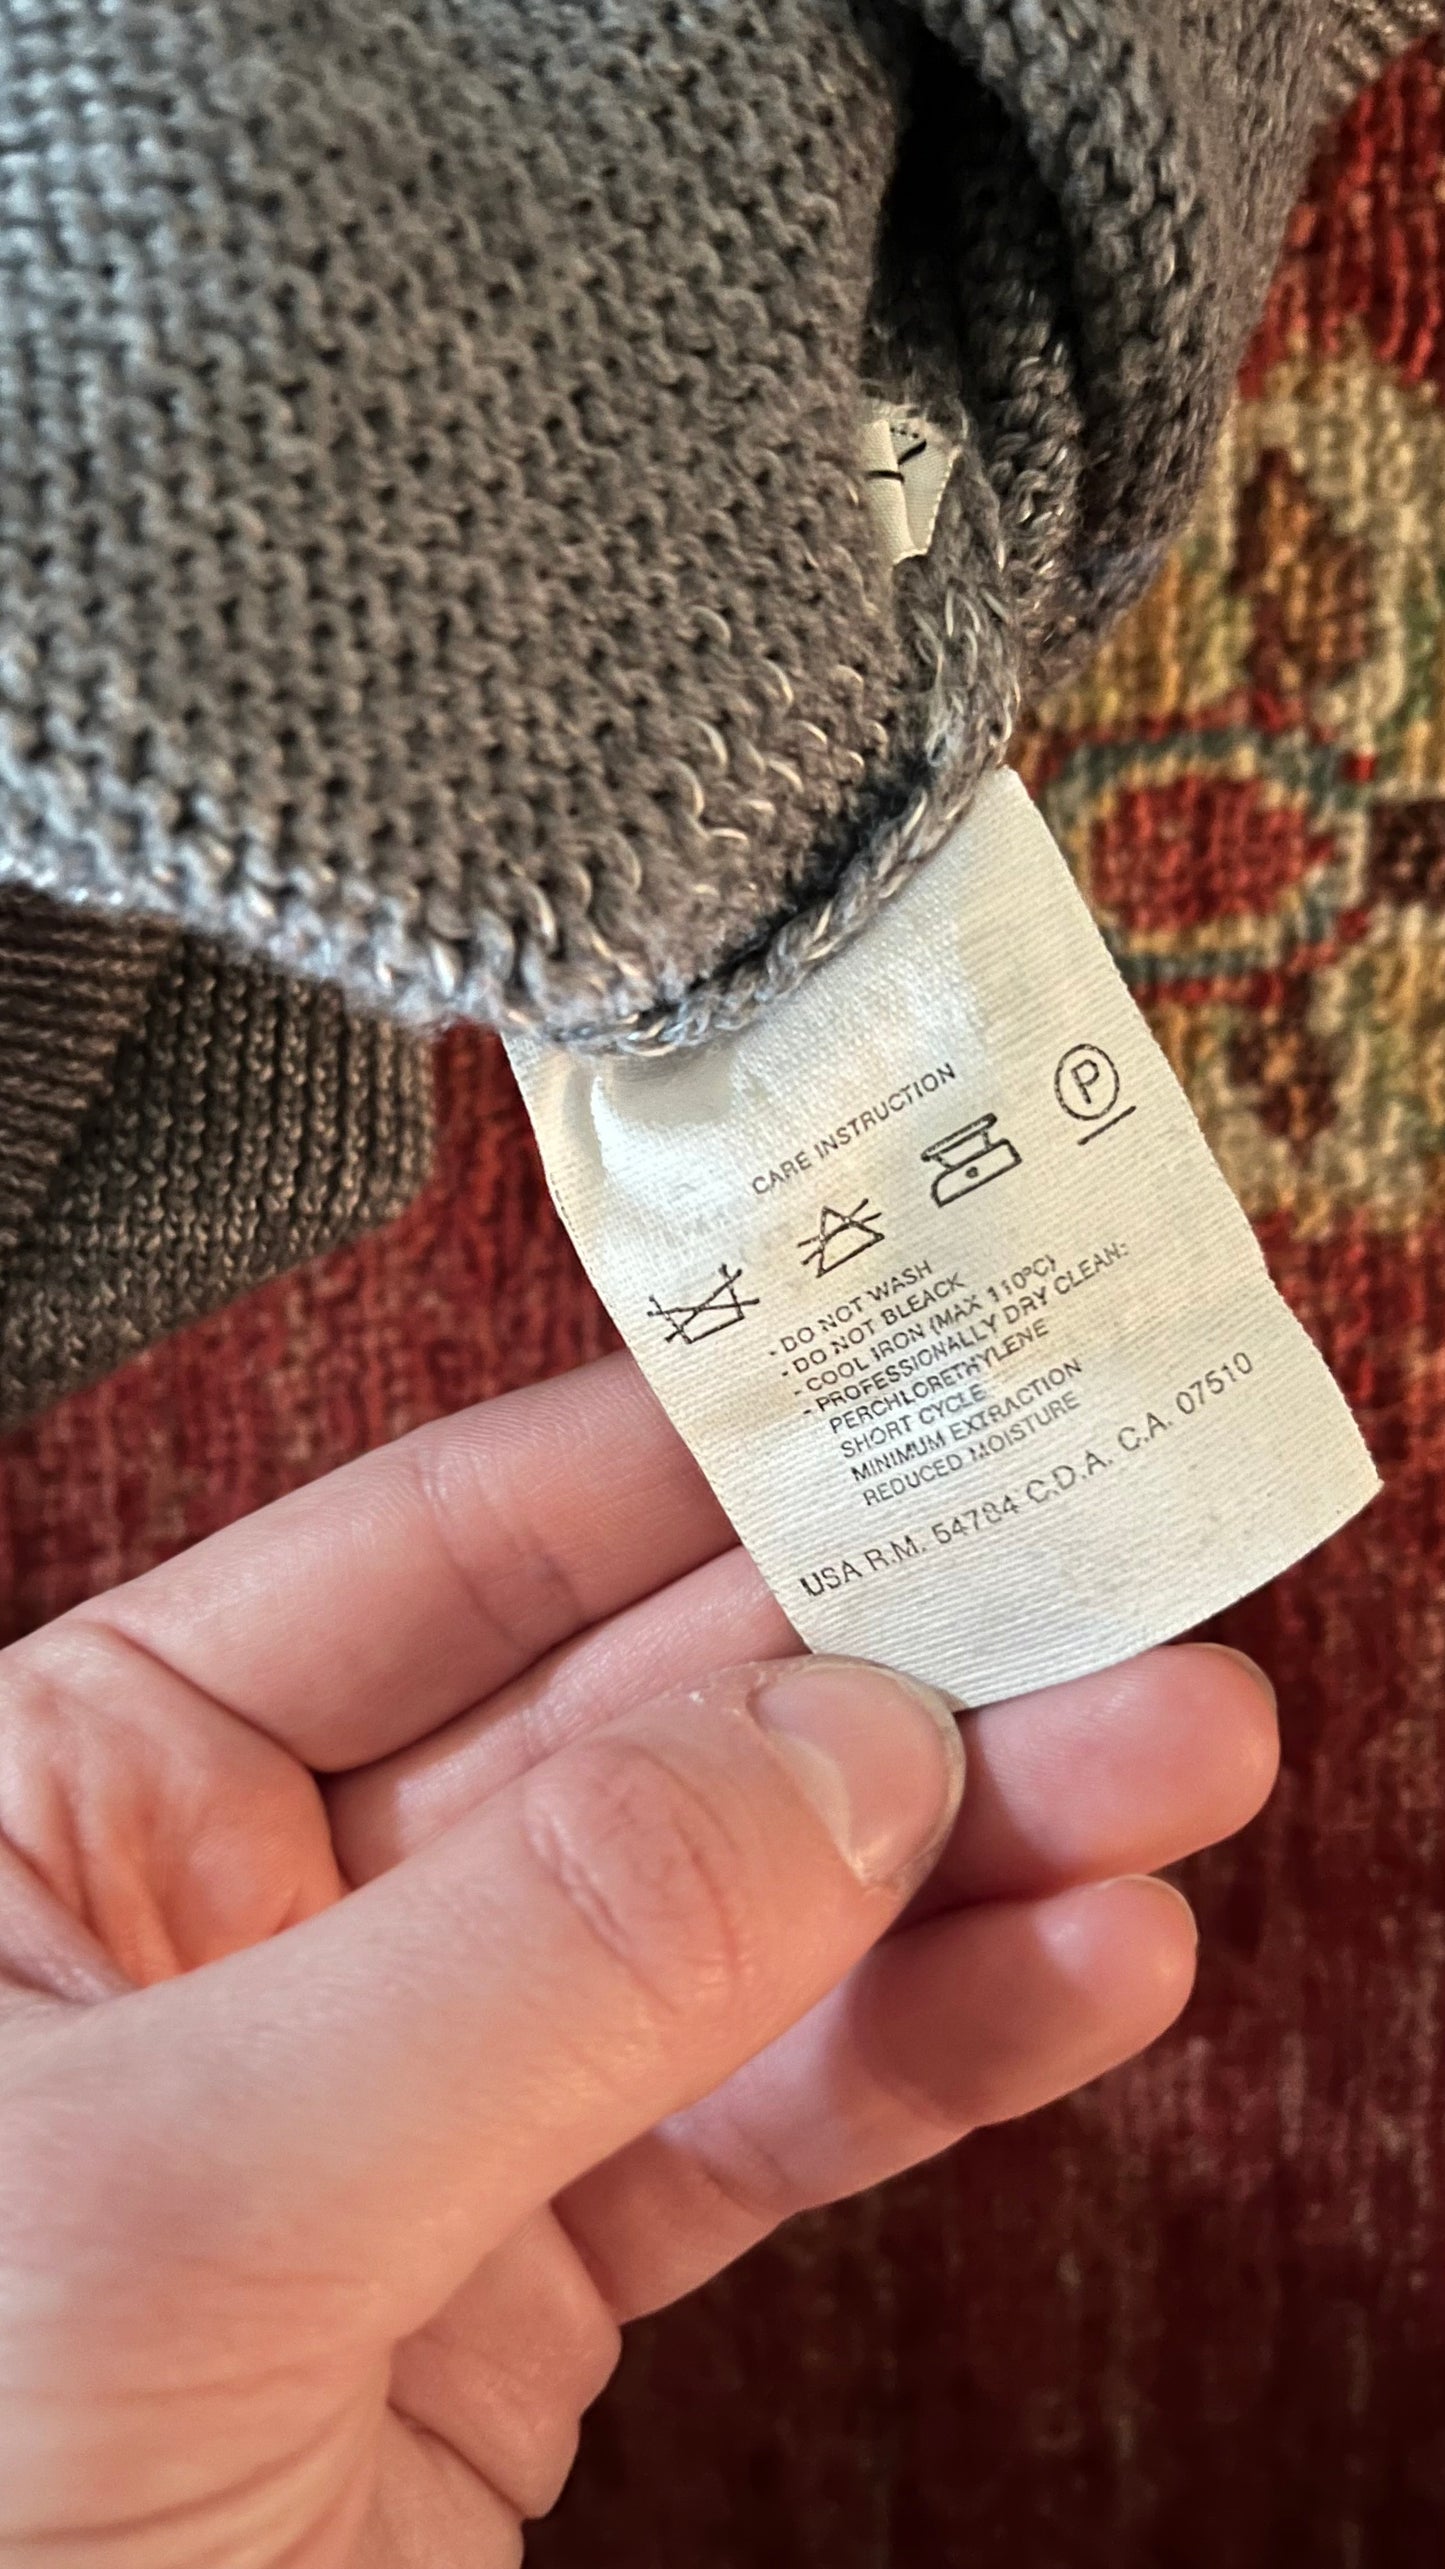 CARE INSTRUCTION
P
- DO NOT WASH
- DO NOT BLEACK
- COOL IRON (MAX 110°C)
- PROFESSIONALLY DRY CLEAN:
PERCHLORETHYLENE
SHORT CYCLE
MINIMUM EXTRACTION
REDUCED MOISTURE
USA R.M. 54784 C.D.A. C.A. 07510